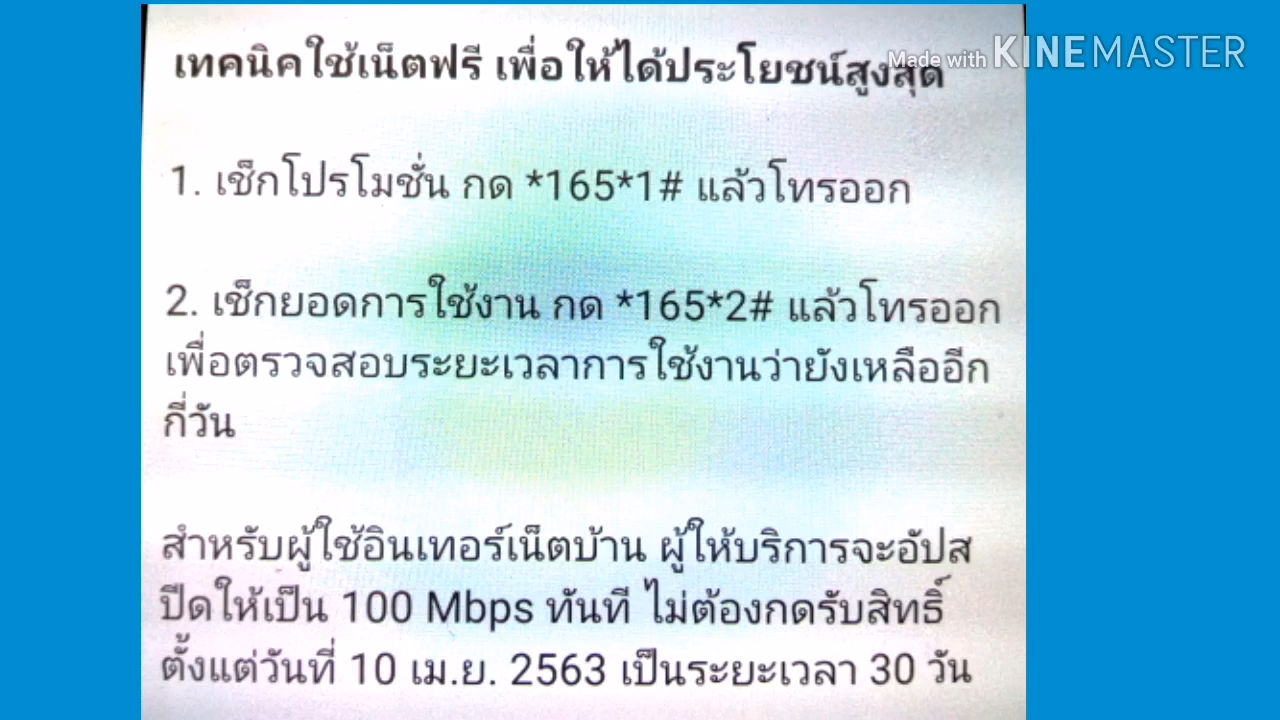 เทคนิคใช้เน็ตฟรี เพื่อให้ได้ประโยชน์สูงสุด
Made with KINEMASTER
1. เช็กโปรโมชั่น กด *165*1# แล้วโทรออก
2. เช็กยอดการใช้งาน กด *165*2# แล้วโทรออก
เพื่อตรวจสอบระยะเวลาการใช้งานว่ายังเหลืออีก
กี่วัน
สำหรับผู้ใช้อินเทอร์เน็ตบ้าน ผู้ให้บริการจะอัปส
ปีดให้เป็น 100 Mbps ทันที ไม่ต้องกดรับสิทธิ์
ตั้งแต่วันที่ 10 เม.ย. 2563 เป็นระยะเวลา 30 วัน